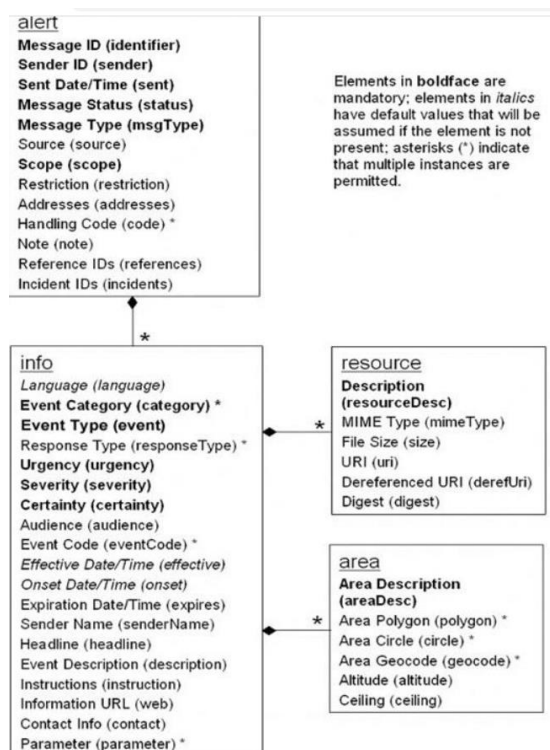 alert
Message ID (identifier)
Sender ID (sender)
Sent Date/Time (sent)
Message Status (status)
Message Type (msgType)
Source (source)
Scope (scope)
Restriction (restriction)
Addresses (addresses)
Handling Code (code) *
Note (note)
Reference IDs (references)
Incident IDs (incidents)
Elements in boldface are
mandatory; elements in italics
have default values that will be
assumed if the element is not
present; asterisks (*) indicate
that multiple instances are
permitted.
*
info
Language (language)
Event Category (category) *
Event Type (event)
Response Type (responseType) *
Urgency (urgency)
Severity (severity)
Certainty (certainty)
Audience (audience)
Event Code (eventCode) *
Effective Date/Time (effective)
Onset Date/Time (onset)
Expiration Date/Time (expires)
Sender Name (senderName)
Headline (headline)
Event Description (description)
Instructions (instruction)
Information URL (web)
Contact Info (contact)
Parameter (parameter) *
*
resource
Description
(resourceDesc)
MIME Type (mimeType)
File Size (size)
URI (uri)
Dereferenced URI (derefUri)
Digest (digest)
*
area
Area Description
(areaDesc)
Area Polygon (polygon) *
Area Circle (circle) *
Area Geocode (geocode) *
Altitude (altitude)
Ceiling (ceiling)